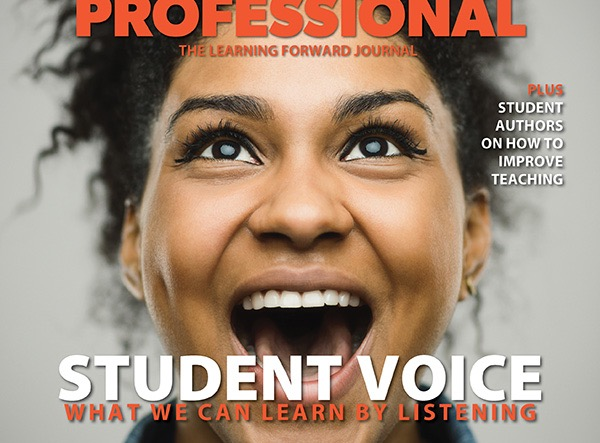 PROFESSIONAL
THE LEARNING FORWARD JOURNAL
PLUS
STUDENT
AUTHORS
ON HOW TO
IMPROVE
TEACHING
STUDENT VOICE
WHAT WE CAN LEARN BY LISTENING